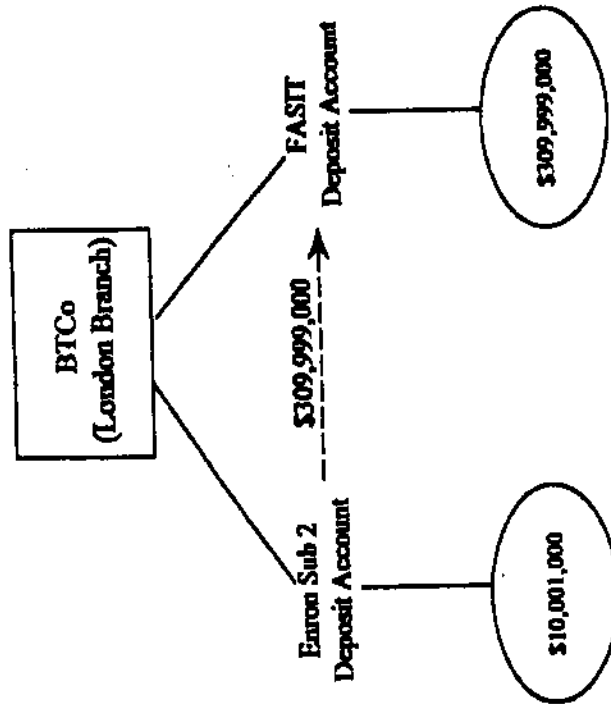 BTCo
(London Branch)
Enron Sub 2
Deposit Account
$309,999,000
FASIT
Deposit Account
$10,001,000
$309,999,000